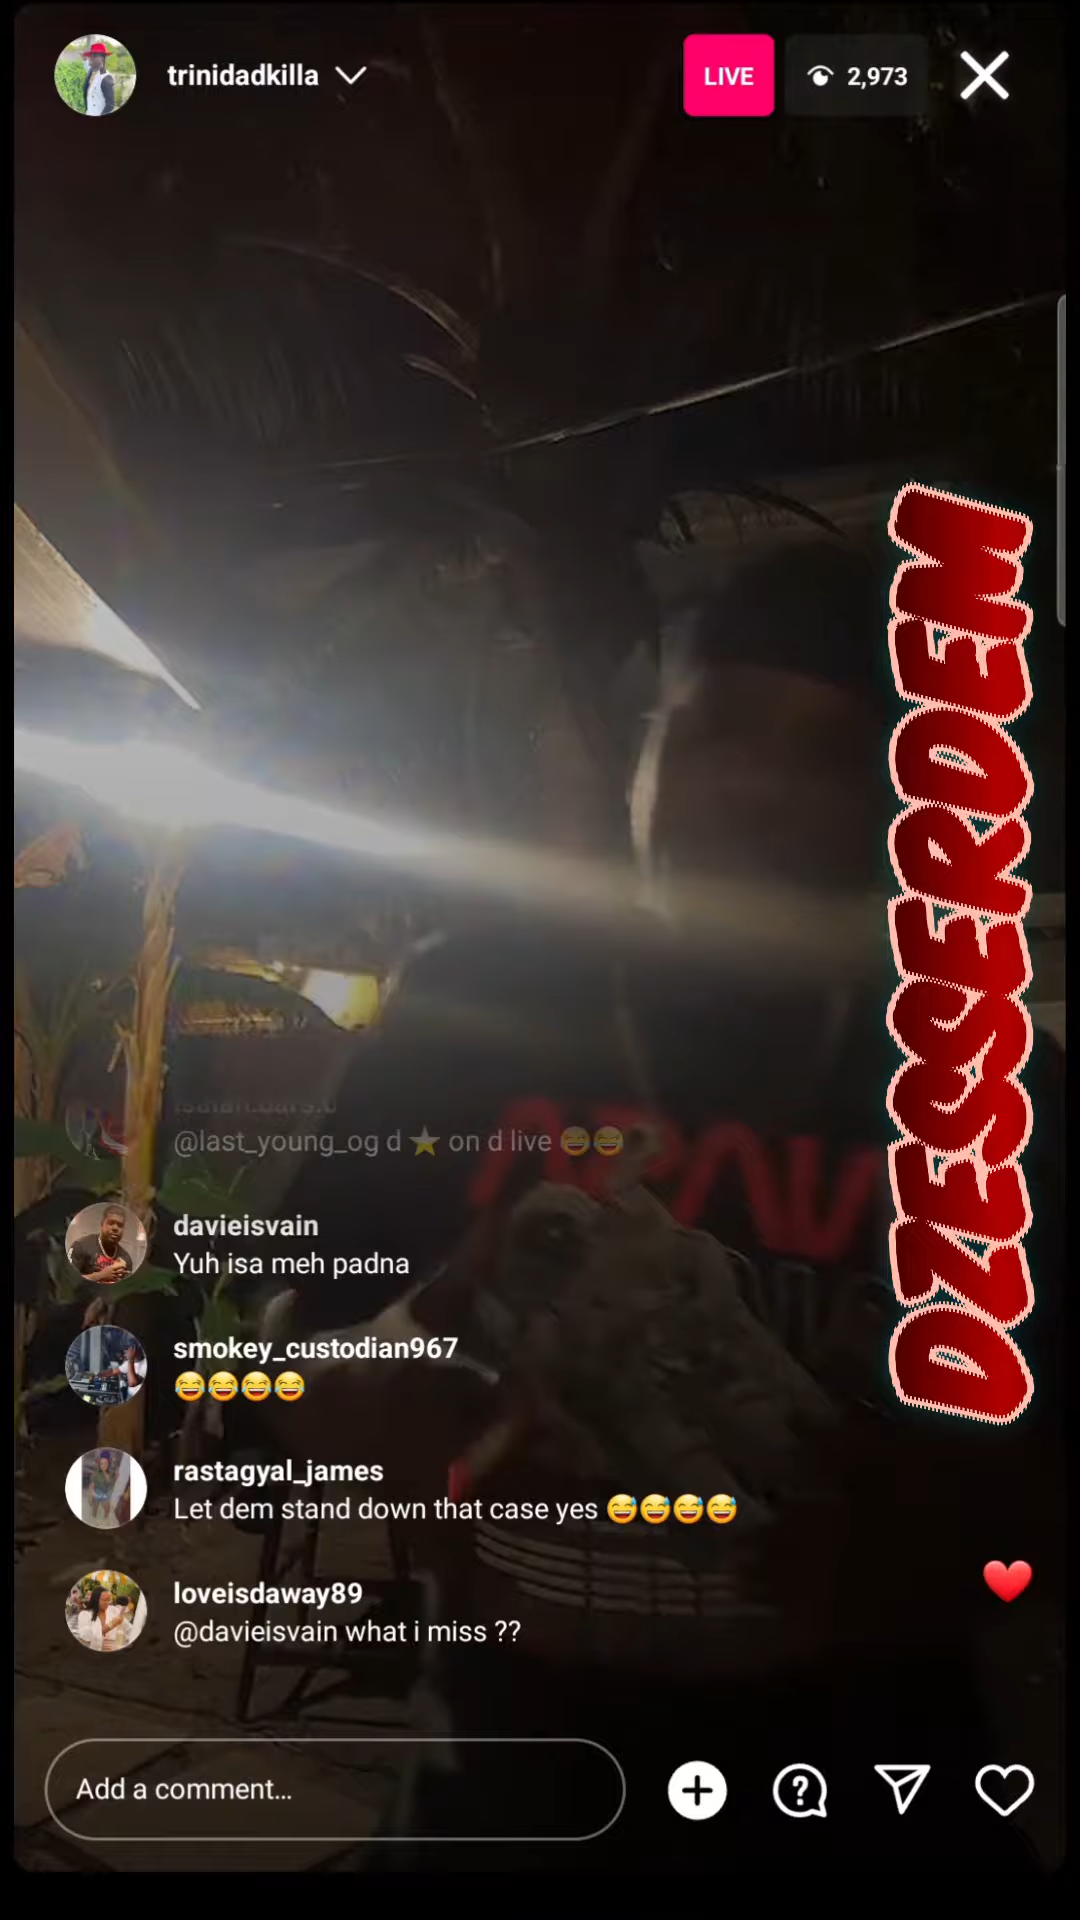 trinidadkilla
LIVE
2,973
DZESSERDEM
@last_young_og d ⭐ on d live 😅😅
davieisvain
Yuh isa meh padna
smokey_custodian967
😂😂😂😂
rastagyal_james
Let dem stand down that case yes 😅😅😅😅
loveisdaway89
@davieisvain what i miss ??
Add a comment...